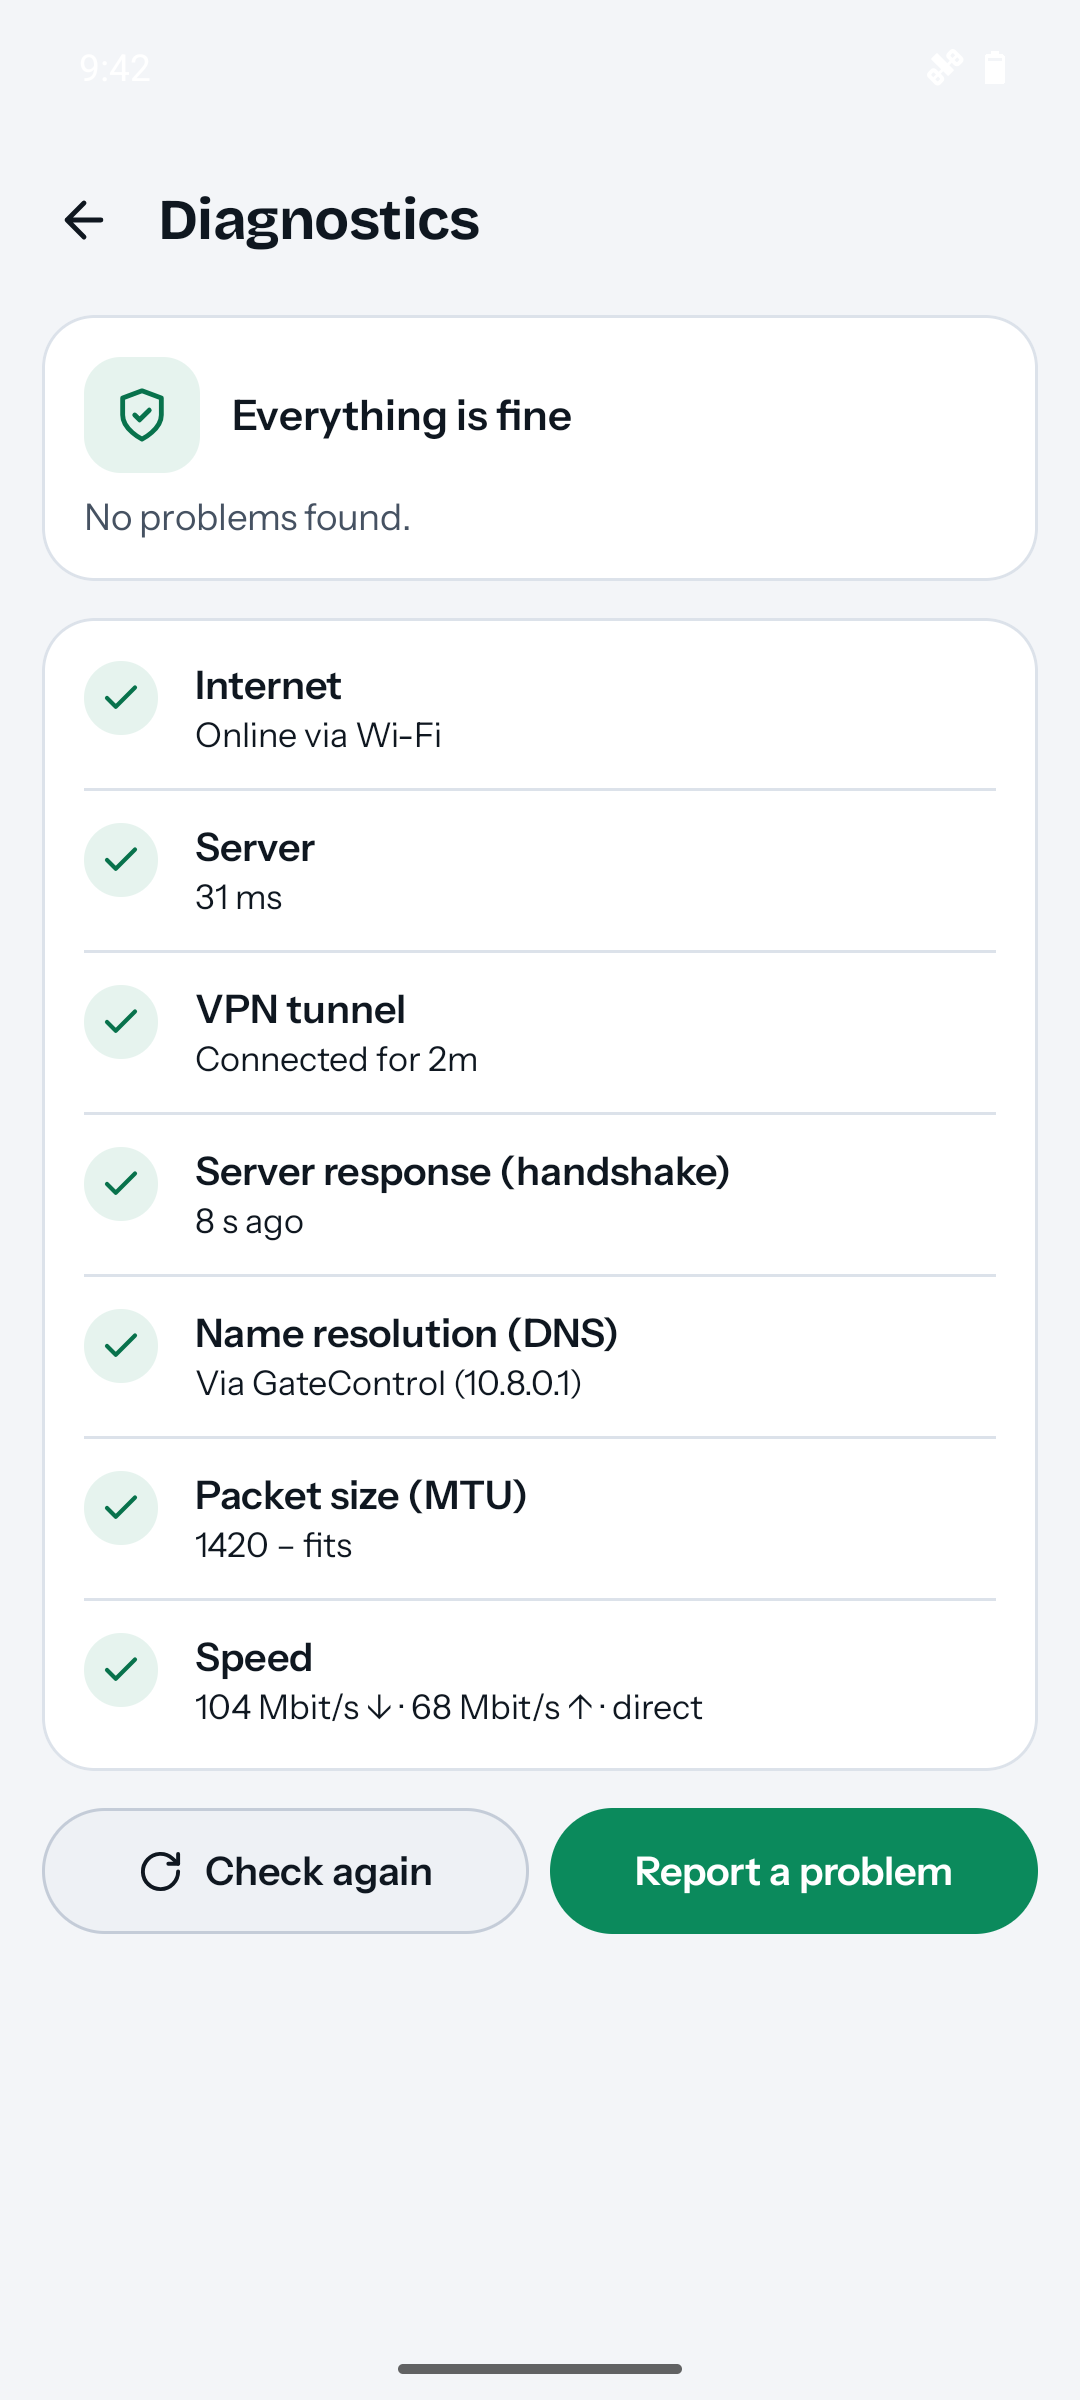 9:42
Diagnostics
Everything is fine
No problems found.
Internet
Online via Wi-Fi
Server
31 ms
VPN tunnel
Connected for 2m
Server response (handshake)
8 s ago
Name resolution (DNS)
Via GateControl (10.8.0.1)
Packet size (MTU)
1420 – fits
Speed
104 Mbit/s ↓ · 68 Mbit/s ↑ · direct
Check again
Report a problem